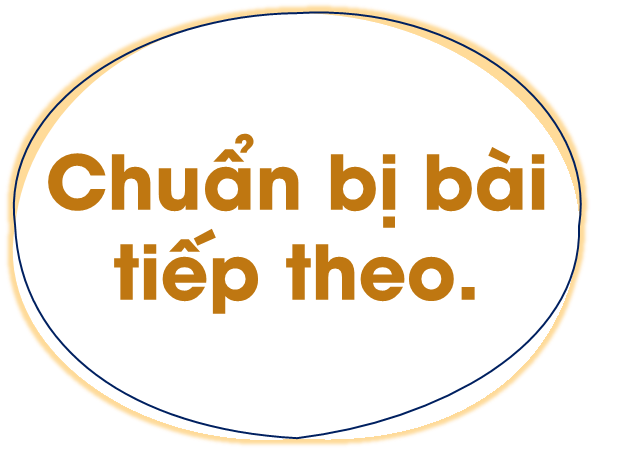 Chuẩn bị bài
tiếp theo.